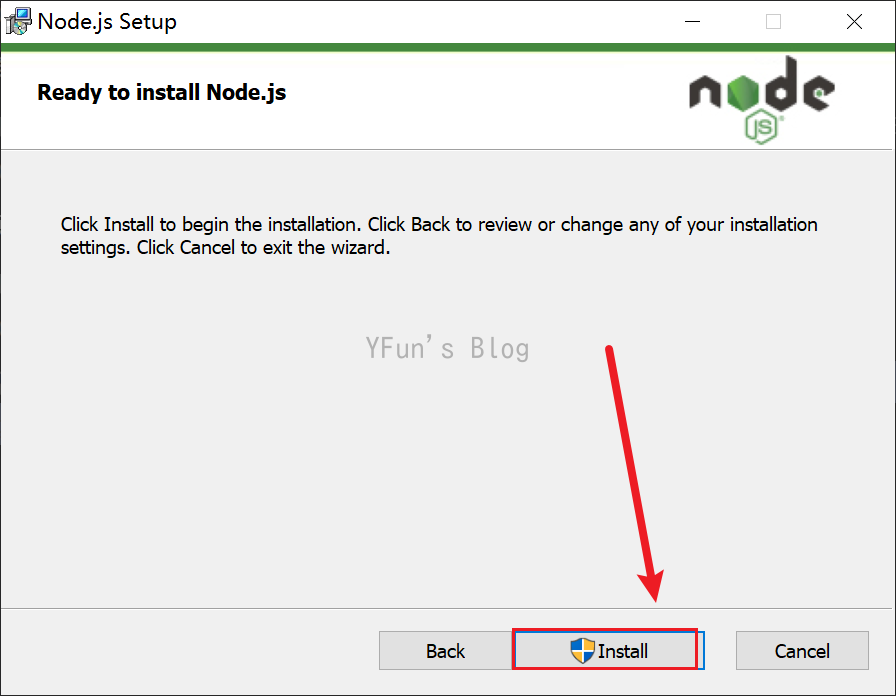 Node.js Setup
Ready to install Node.js
node
JS
Click Install to begin the installation. Click Back to review or change any of your installation
settings. Click Cancel to exit the wizard.
YFun's Blog
Back
Install
Cancel